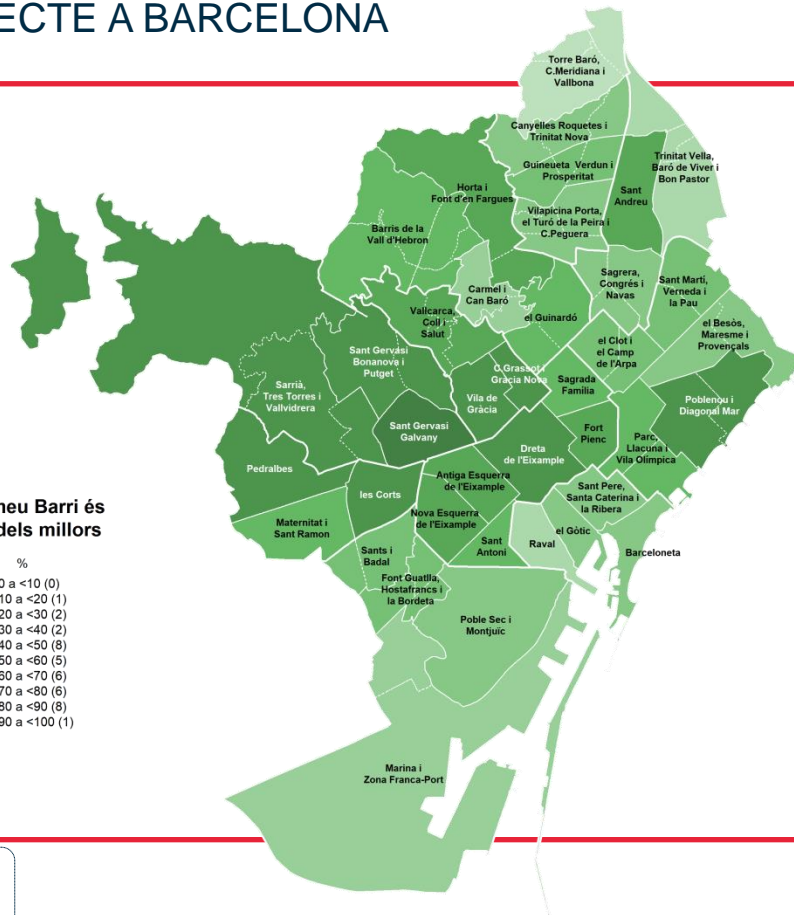 ECTE A BARCELONA
Torre Baró,
C.Meridiana i
Vallbona
Canyelles Roquetes i
Trinitat Nova
Guineueta Verdun i
Prosperitat
Trinitat Vella,
Baró de Viver i
Bon Pastor
Sant
Andreu
Horta i
Font d'en Fargues
Vilapicina Porta,
el Turó de la Peira i
C.Peguera
Barris de la
Vall d'Hebron
Sagrera,
Congrés i
Navas
Sant Martí,
Verneda i
la Pau
Carmel i
Can Baró
Vallcarca,
Coll i
Salut
el Guinardó
el Besòs,
Maresme i
Provençals
el Clot i
el Camp
de l'Arpa
Sant Gervasi
Bonanova i
Putget
C.Grassot i
Gràcia Nova
Sagrada
Família
Sarrià,
Tres Torres i
Vallvidrera
Vila de
Gràcia
Poblenou i
Diagonal Mar
Sant Gervasi
Galvany
Fort
Pienc
Parc,
Llacuna i
Vila Olímpica
Dreta
de l'Eixample
Pedralbes
Antiga Esquerra
de l'Eixample
les Corts
Sant Pere,
Santa Caterina i
la Ribera
Nova Esquerra
de l'Eixample
Maternitat i
Sant Ramon
el Gòtic
Sant
Antoni
Raval
Barceloneta
Sants i
Badal
Font Guatlla,
Hostafrancs i
la Bordeta
Poble Sec i
Montjuïc
Marina i
Zona Franca-Port
neu Barri és
dels millors
%
0 a <10 (0)
10 a <20 (1)
20 a <30 (2)
30 a <40 (2)
40 a <50 (8)
50 a <60 (5)
60 a <70 (6)
70 a <80 (6)
80 a <90 (8)
90 a <100 (1)